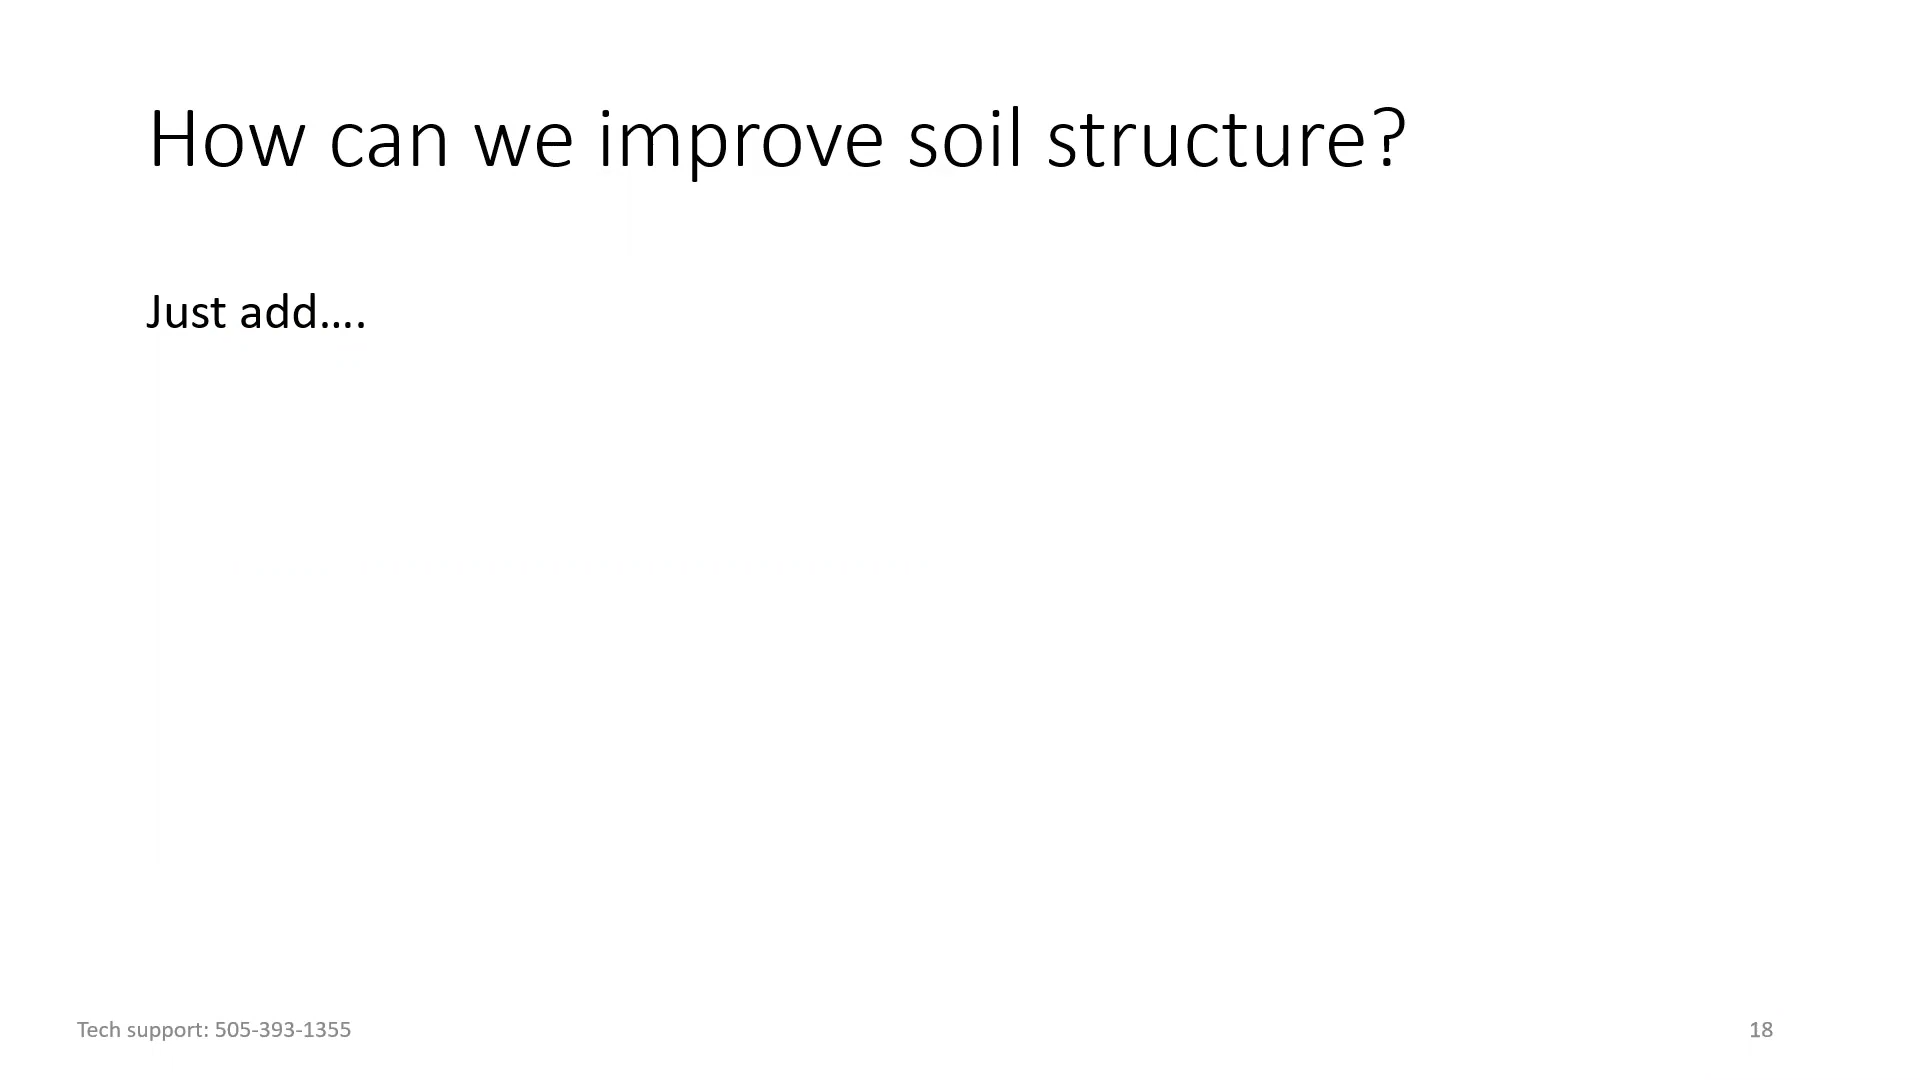 How can we improve soil structure?
Just add....
Tech support: 505-393-1355
18